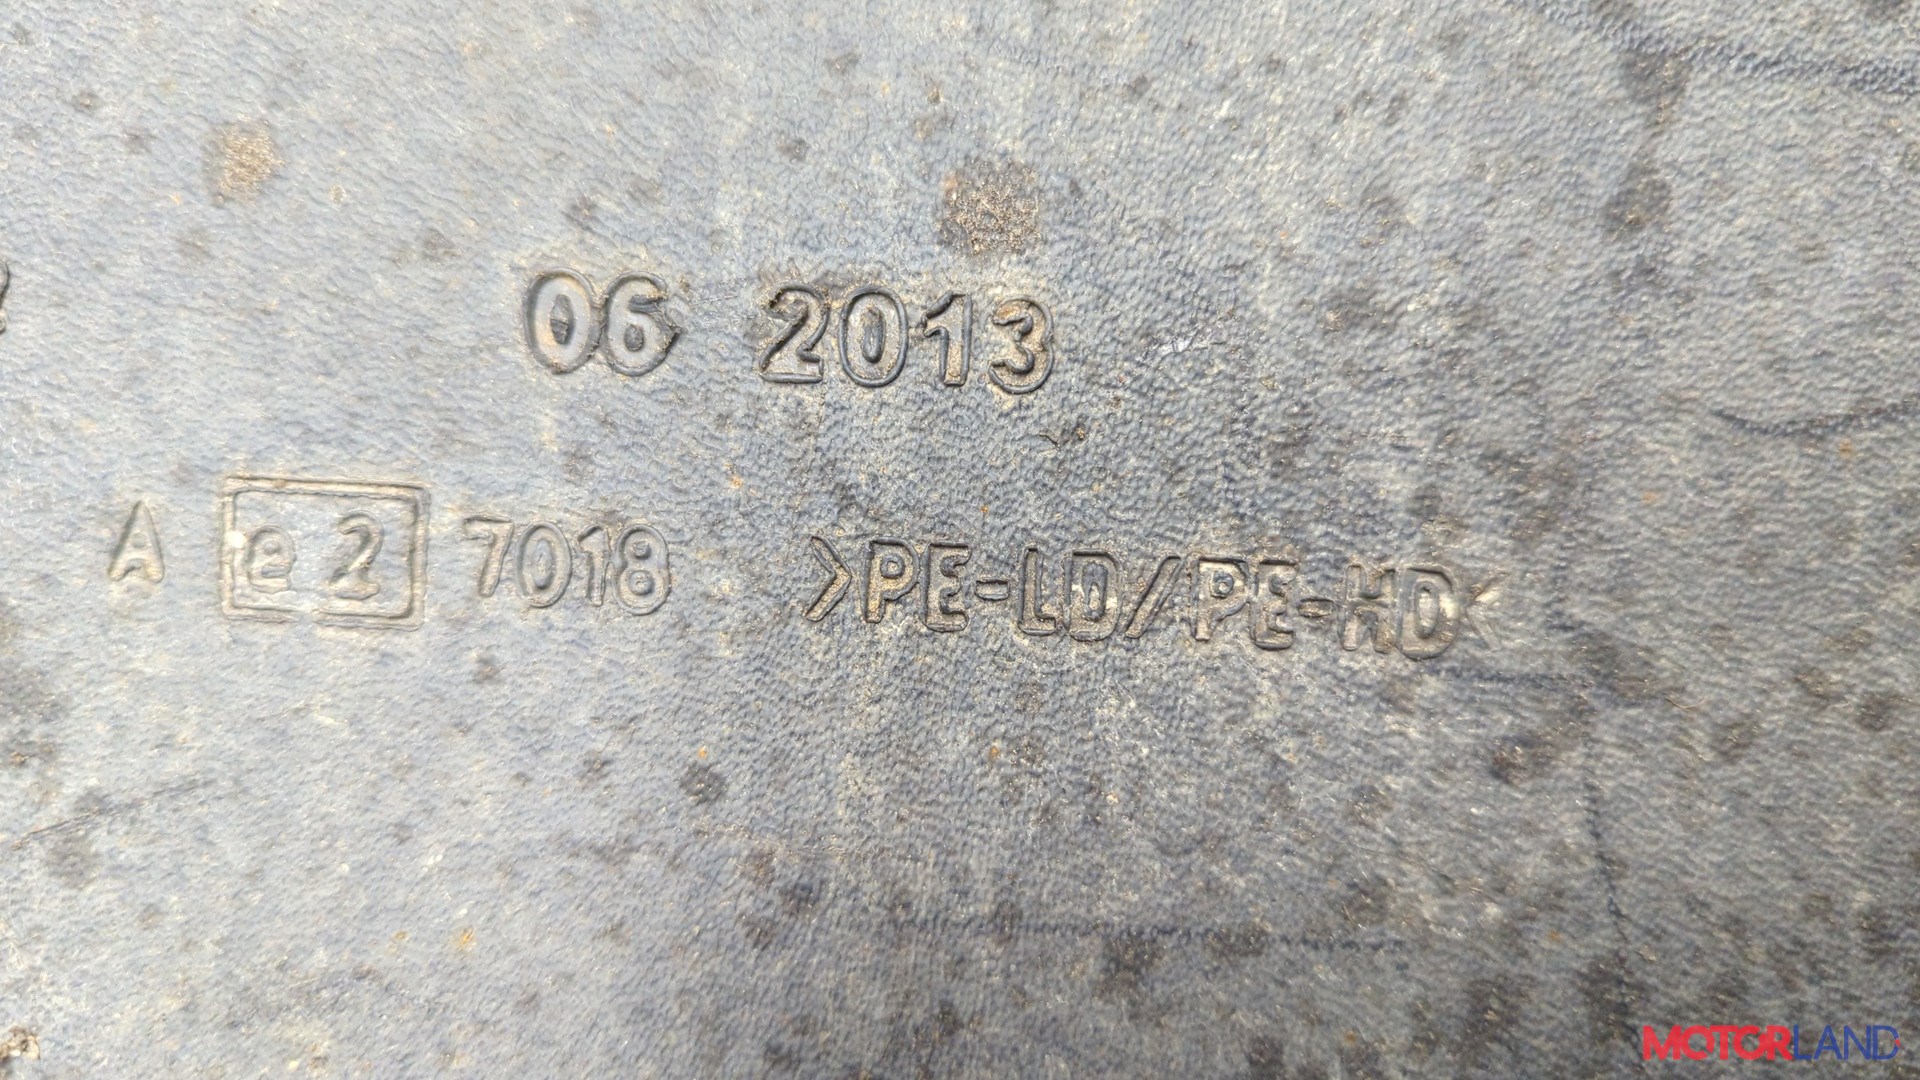 06 2013
A e2 7018 >PE-LD/PE-HD<
MOTORLAND